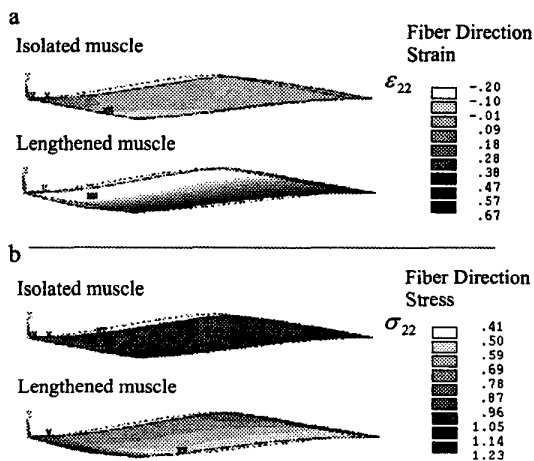 a
Isolated muscle
Fiber Direction
Strain
ε22
-.20
-.10
-.01
.09
.18
.28
.38
.47
.57
.67
Lengthened muscle
b
Isolated muscle
Fiber Direction
Stress
σ22
.41
.50
.59
.69
.78
.87
.96
1.05
1.14
1.23
Lengthened muscle